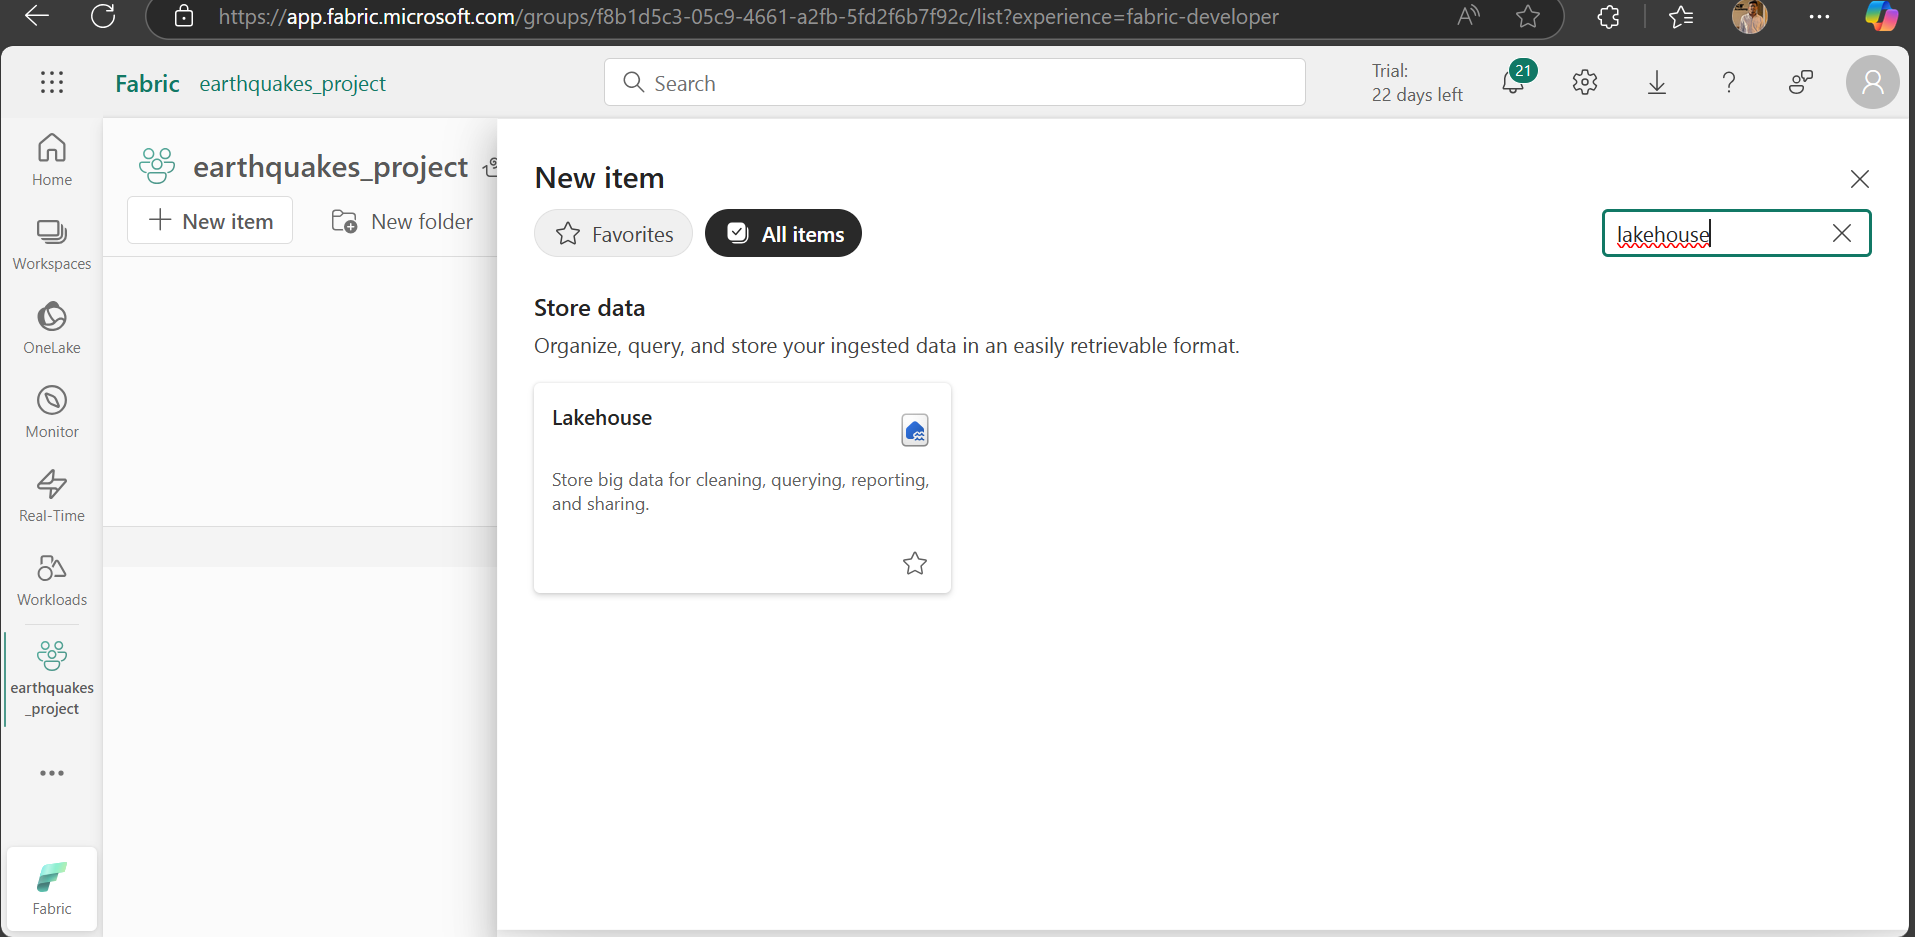 https://app.fabric.microsoft.com/groups/f8b1d5c3-05c9-4661-a2fb-5fd2f6b7f92c/list?experience=fabric-developer
Fabric earthquakes_project
Search
Trial:
22 days left
21
Home
Workspaces
OneLake
Monitor
Real-Time
Workloads
earthquakes
_project
Fabric
earthquakes_project
New item
New folder
New item
Favorites
All items
lakehouse
Store data
Organize, query, and store your ingested data in an easily retrievable format.
Lakehouse
Store big data for cleaning, querying, reporting,
and sharing.